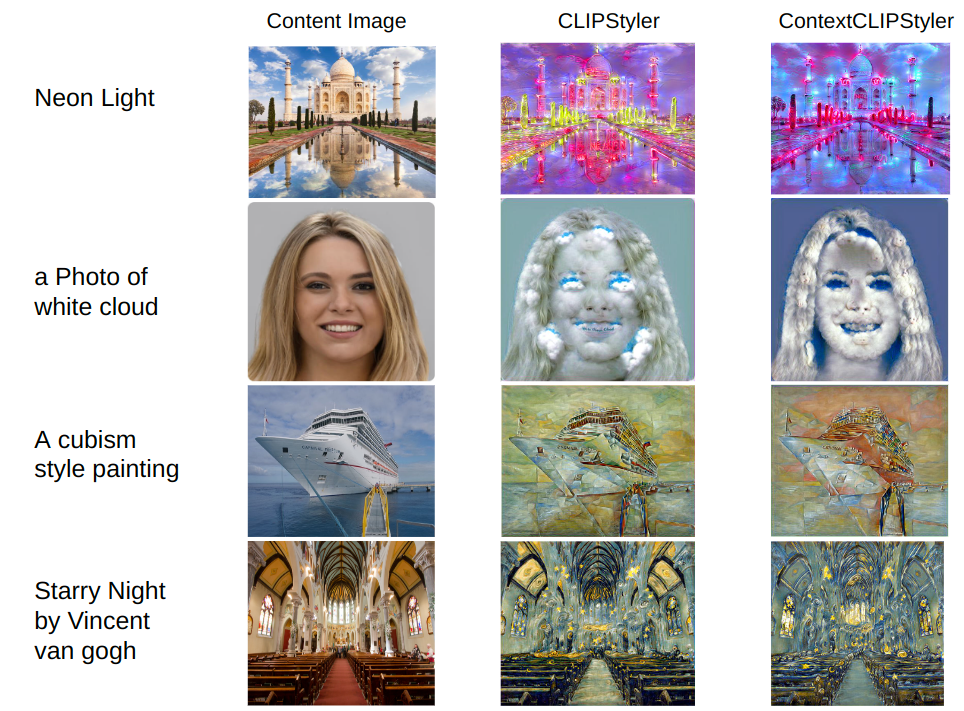 Content Image
CLIPStyler
ContextCLIPStyler
Neon Light
a Photo of
white cloud
A cubism
style painting
Starry Night
by Vincent
van gogh